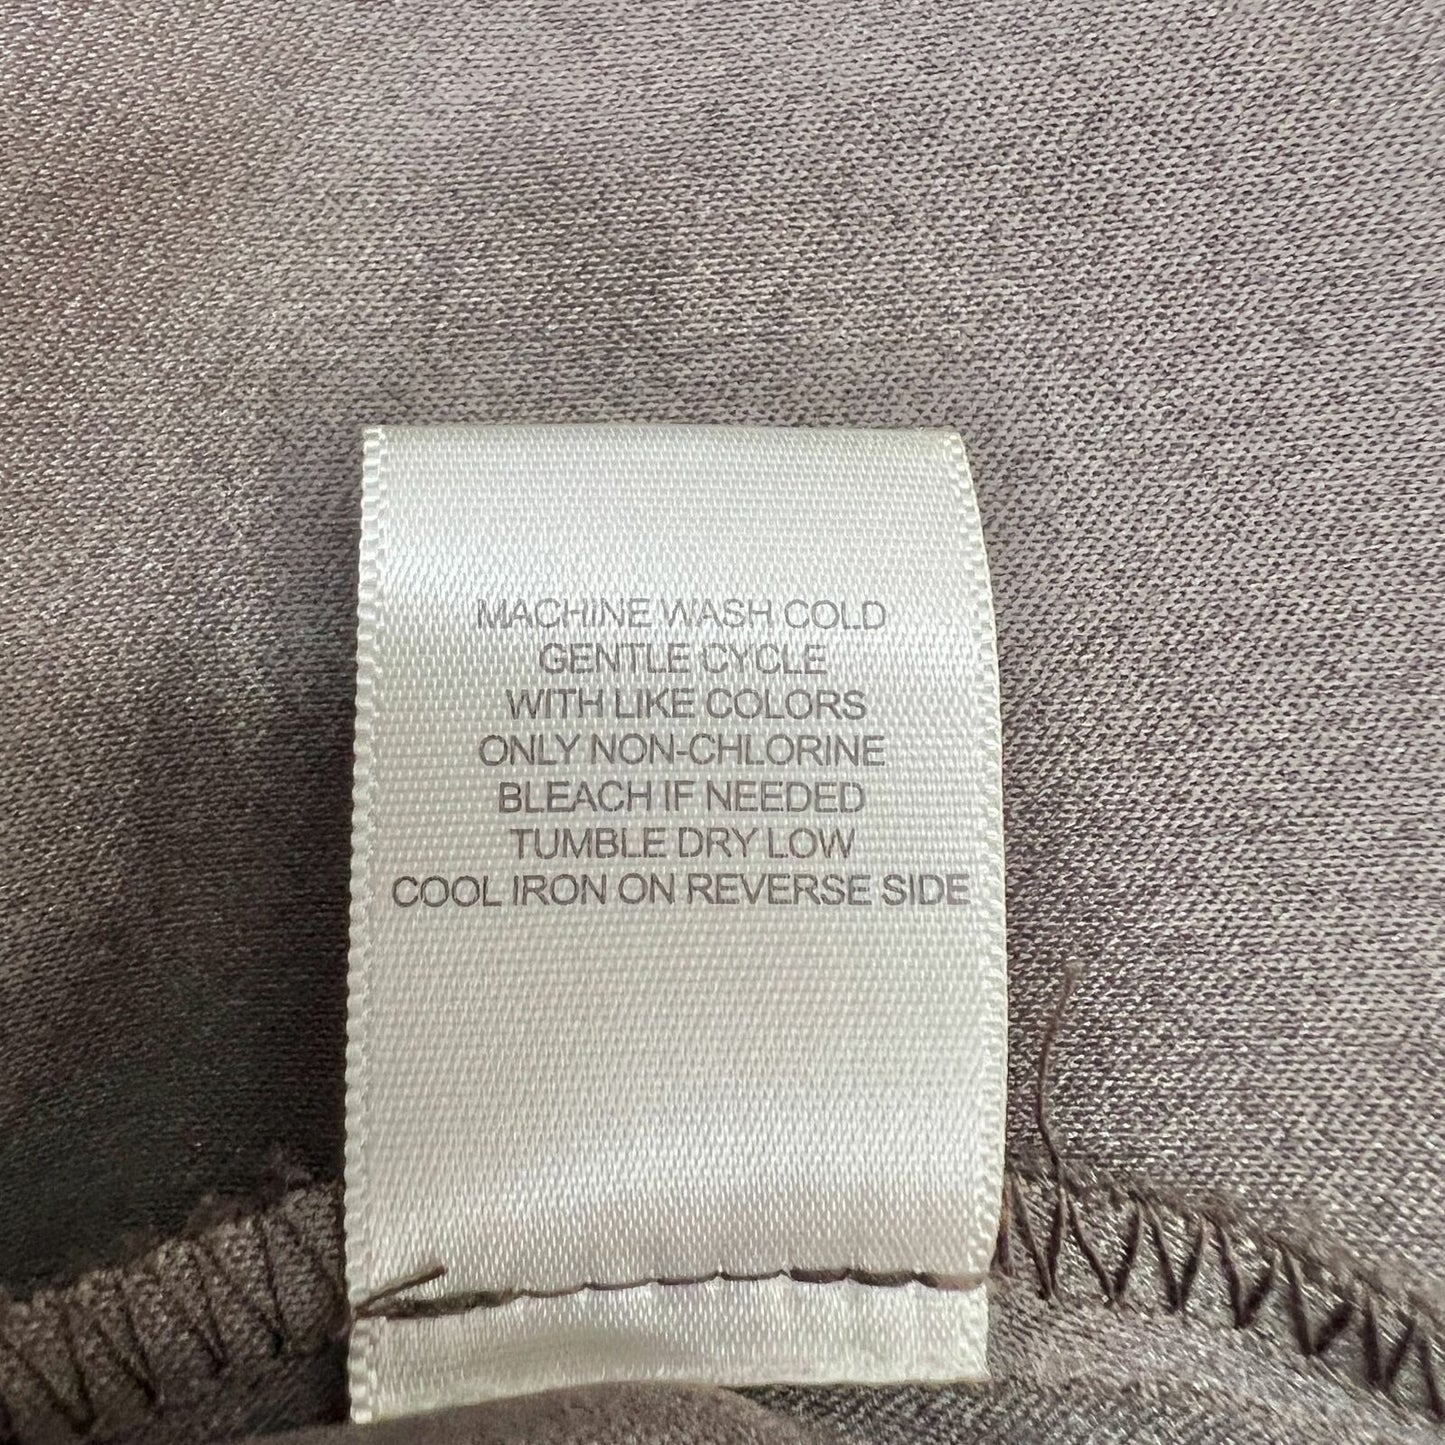 MACHINE WASH COLD
GENTLE CYCLE
WITH LIKE COLORS
ONLY NON-CHLORINE
BLEACH IF NEEDED
TUMBLE DRY LOW
COOL IRON ON REVERSE SIDE